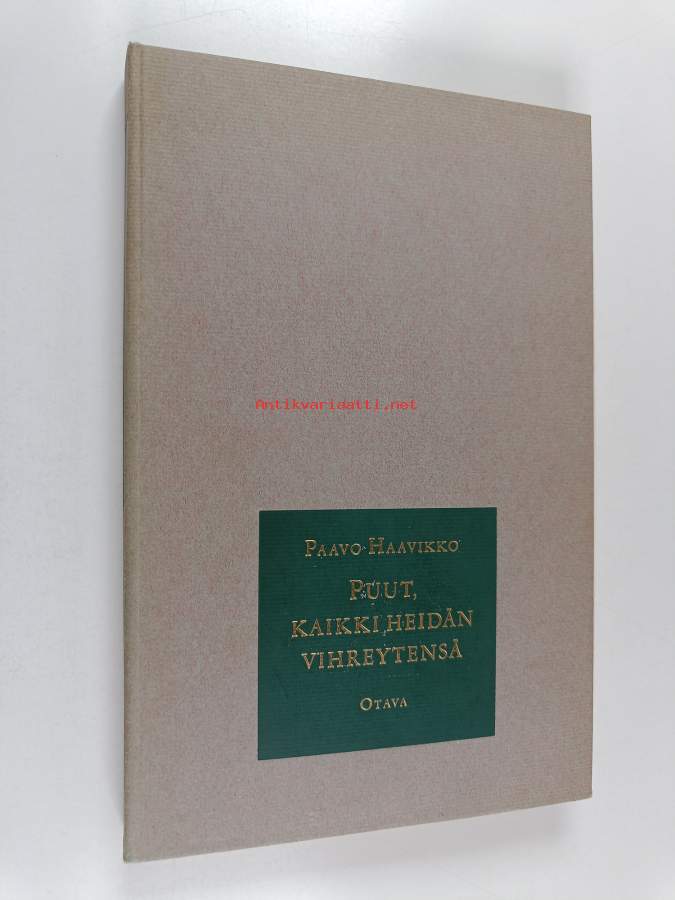 Antikvariaatti.net
PAAVO HAAVIKKO
PUUT,
KAIKKI HEIDÄN
VIHREYTENSÄ
OTAVA